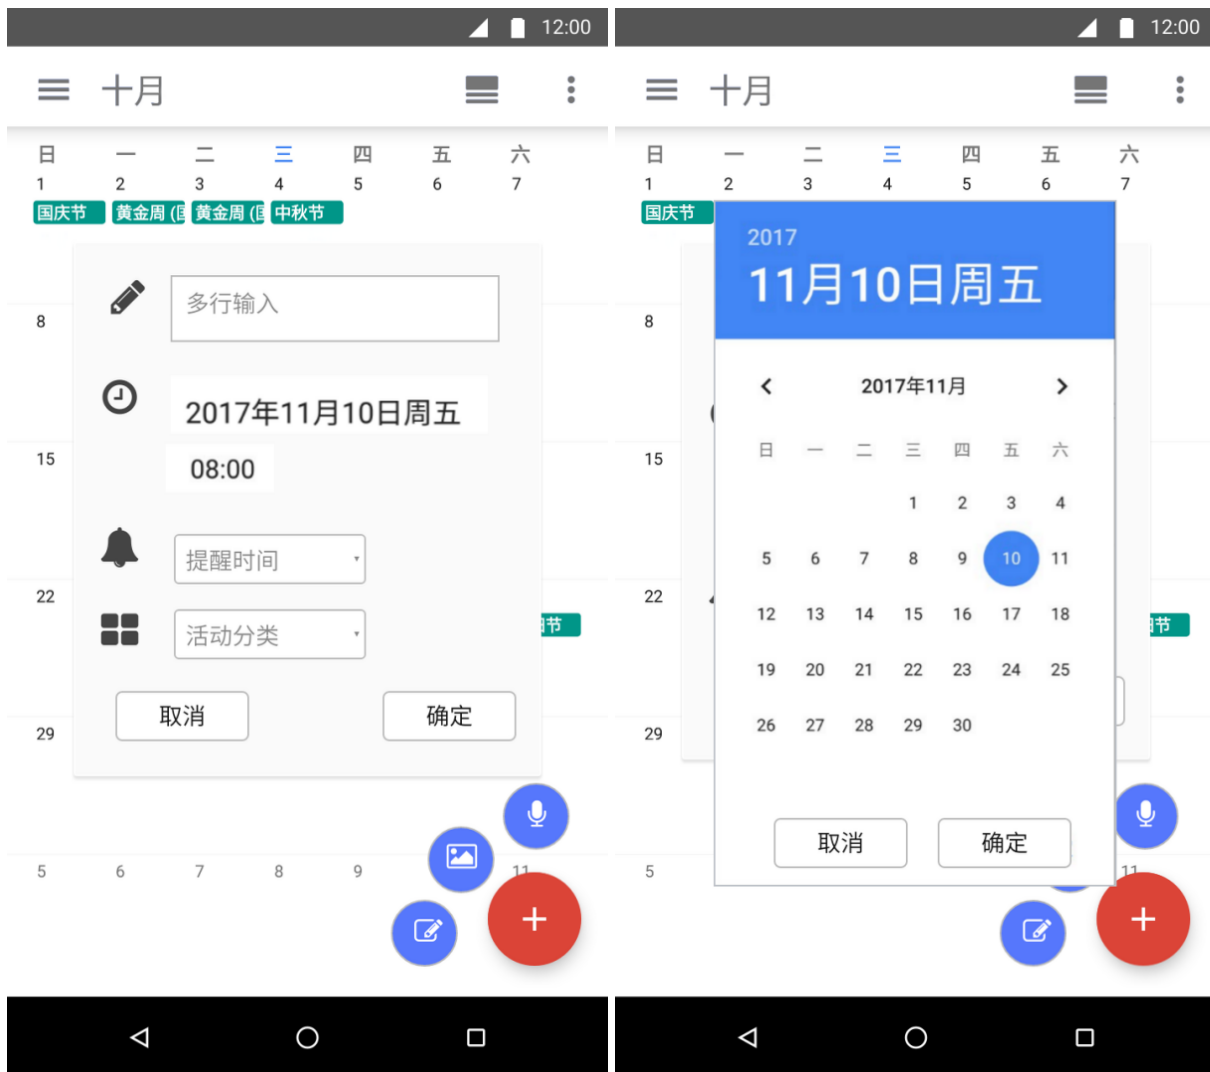 12:00
十月
日 一 二 三 四 五 六
1 2 3 4 5 6 7
国庆节 黄金周 (国 黄金周 (国 中秋节
多行输入
8
2017年11月10日周五
15
08:00
提醒时间
22
节
活动分类
取消 确定
29
5 6 7 8 9 11
12:00
十月
日 一 二 三 四 五 六
1 2 3 4 5 6 7
国庆节
2017
11月10日周五
8
2017年11月
15
日 一 二 三 四 五 六
1 2 3 4
5 6 7 8 9 10 11
22
节
12 13 14 15 16 17 18
19 20 21 22 23 24 25
29
26 27 28 29 30
取消 确定
5 11